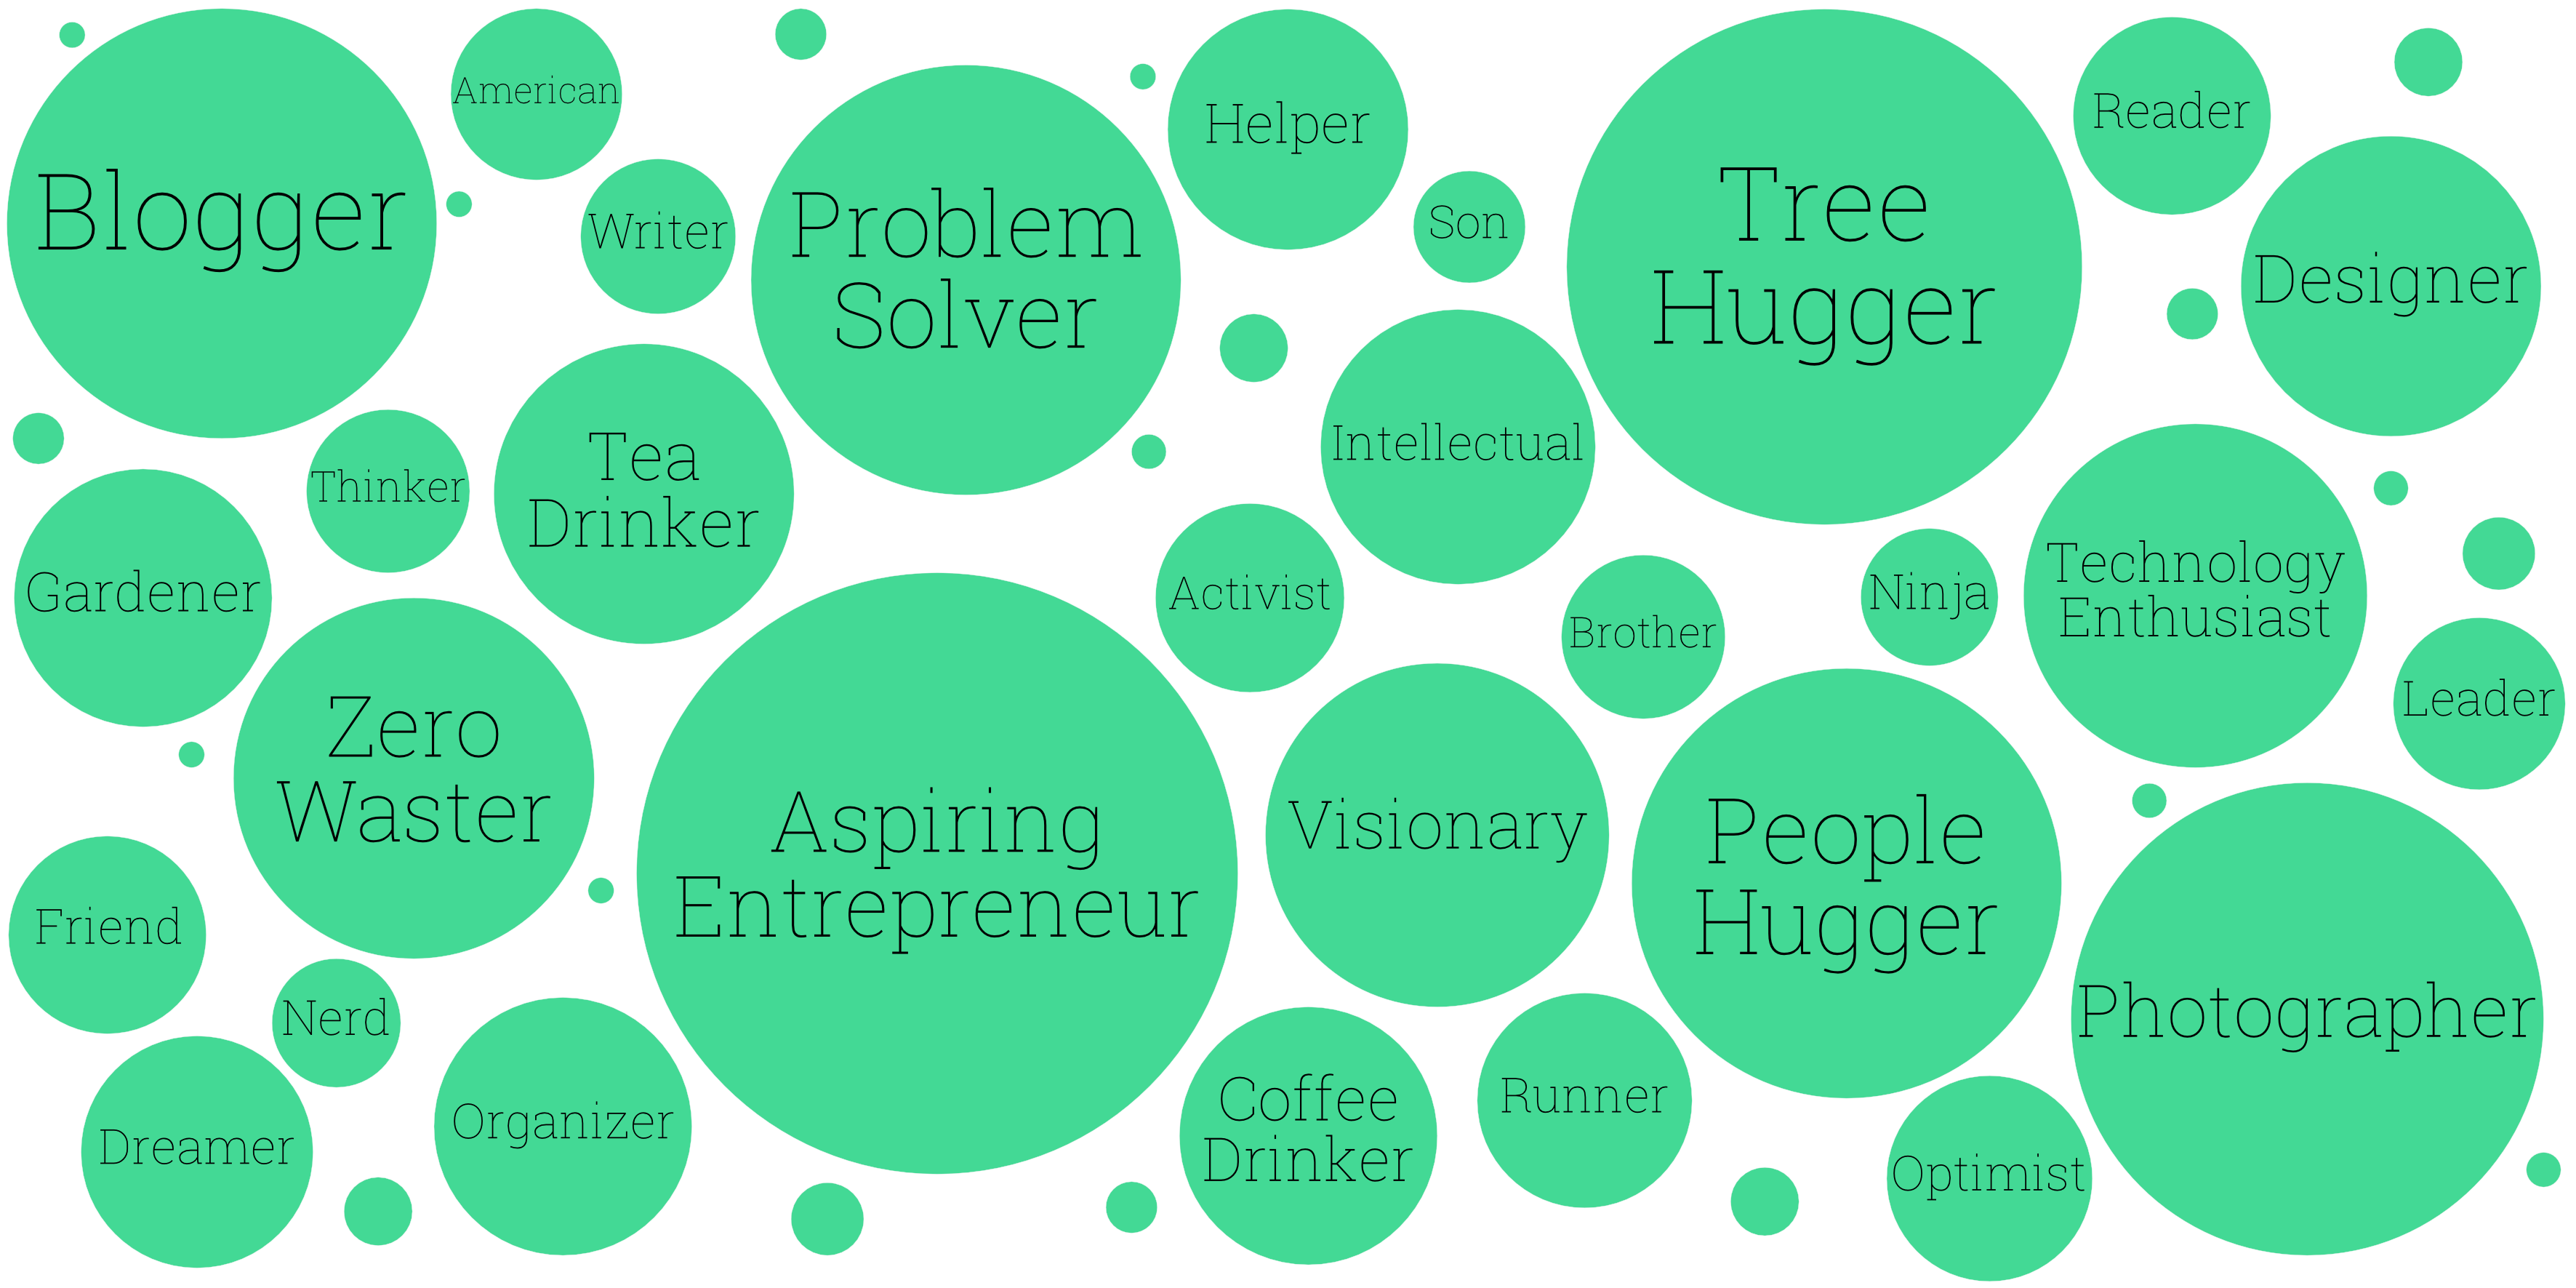 Blogger
American
Writer
Problem
Solver
Helper
Son
Tree
Hugger
Reader
Designer
Thinker
Tea
Drinker
Intellectual
Gardener
Activist
Brother
Ninja
Technology
Enthusiast
Leader
Zero
Waster
Aspiring
Entrepreneur
Visionary
People
Hugger
Photographer
Friend
Nerd
Dreamer
Organizer
Coffee
Drinker
Runner
Optimist